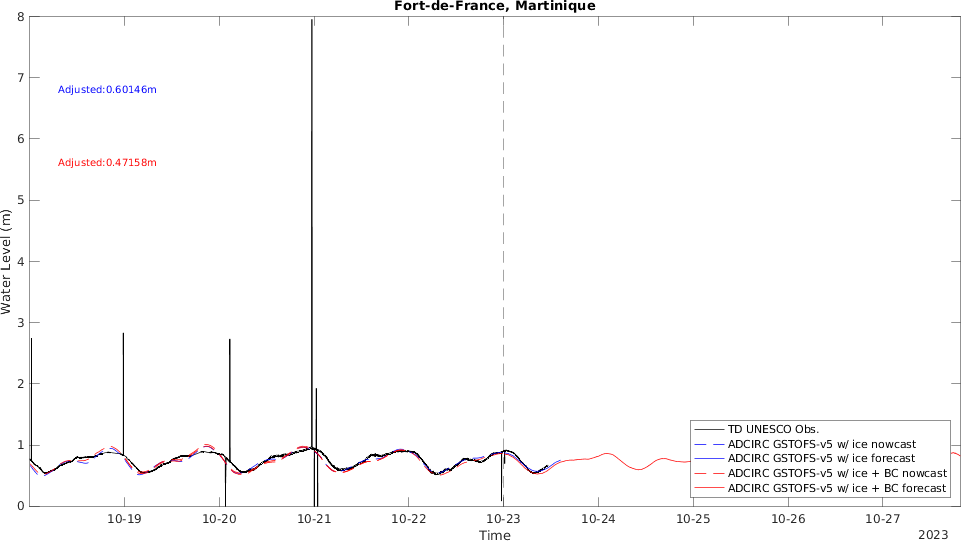 Fort-de-France, Martinique
8
7
6
5
4
3
2
1
0
Water Level (m)
Adjusted:0.60146m
Adjusted:0.47158m
TD UNESCO Obs.
ADCIRC GSTOFS-v5 w/ ice nowcast
ADCIRC GSTOFS-v5 w/ ice forecast
ADCIRC GSTOFS-v5 w/ ice + BC nowcast
ADCIRC GSTOFS-v5 w/ ice + BC forecast
10-19 10-20 10-21 10-22 10-23 10-24 10-25 10-26 10-27
Time
2023